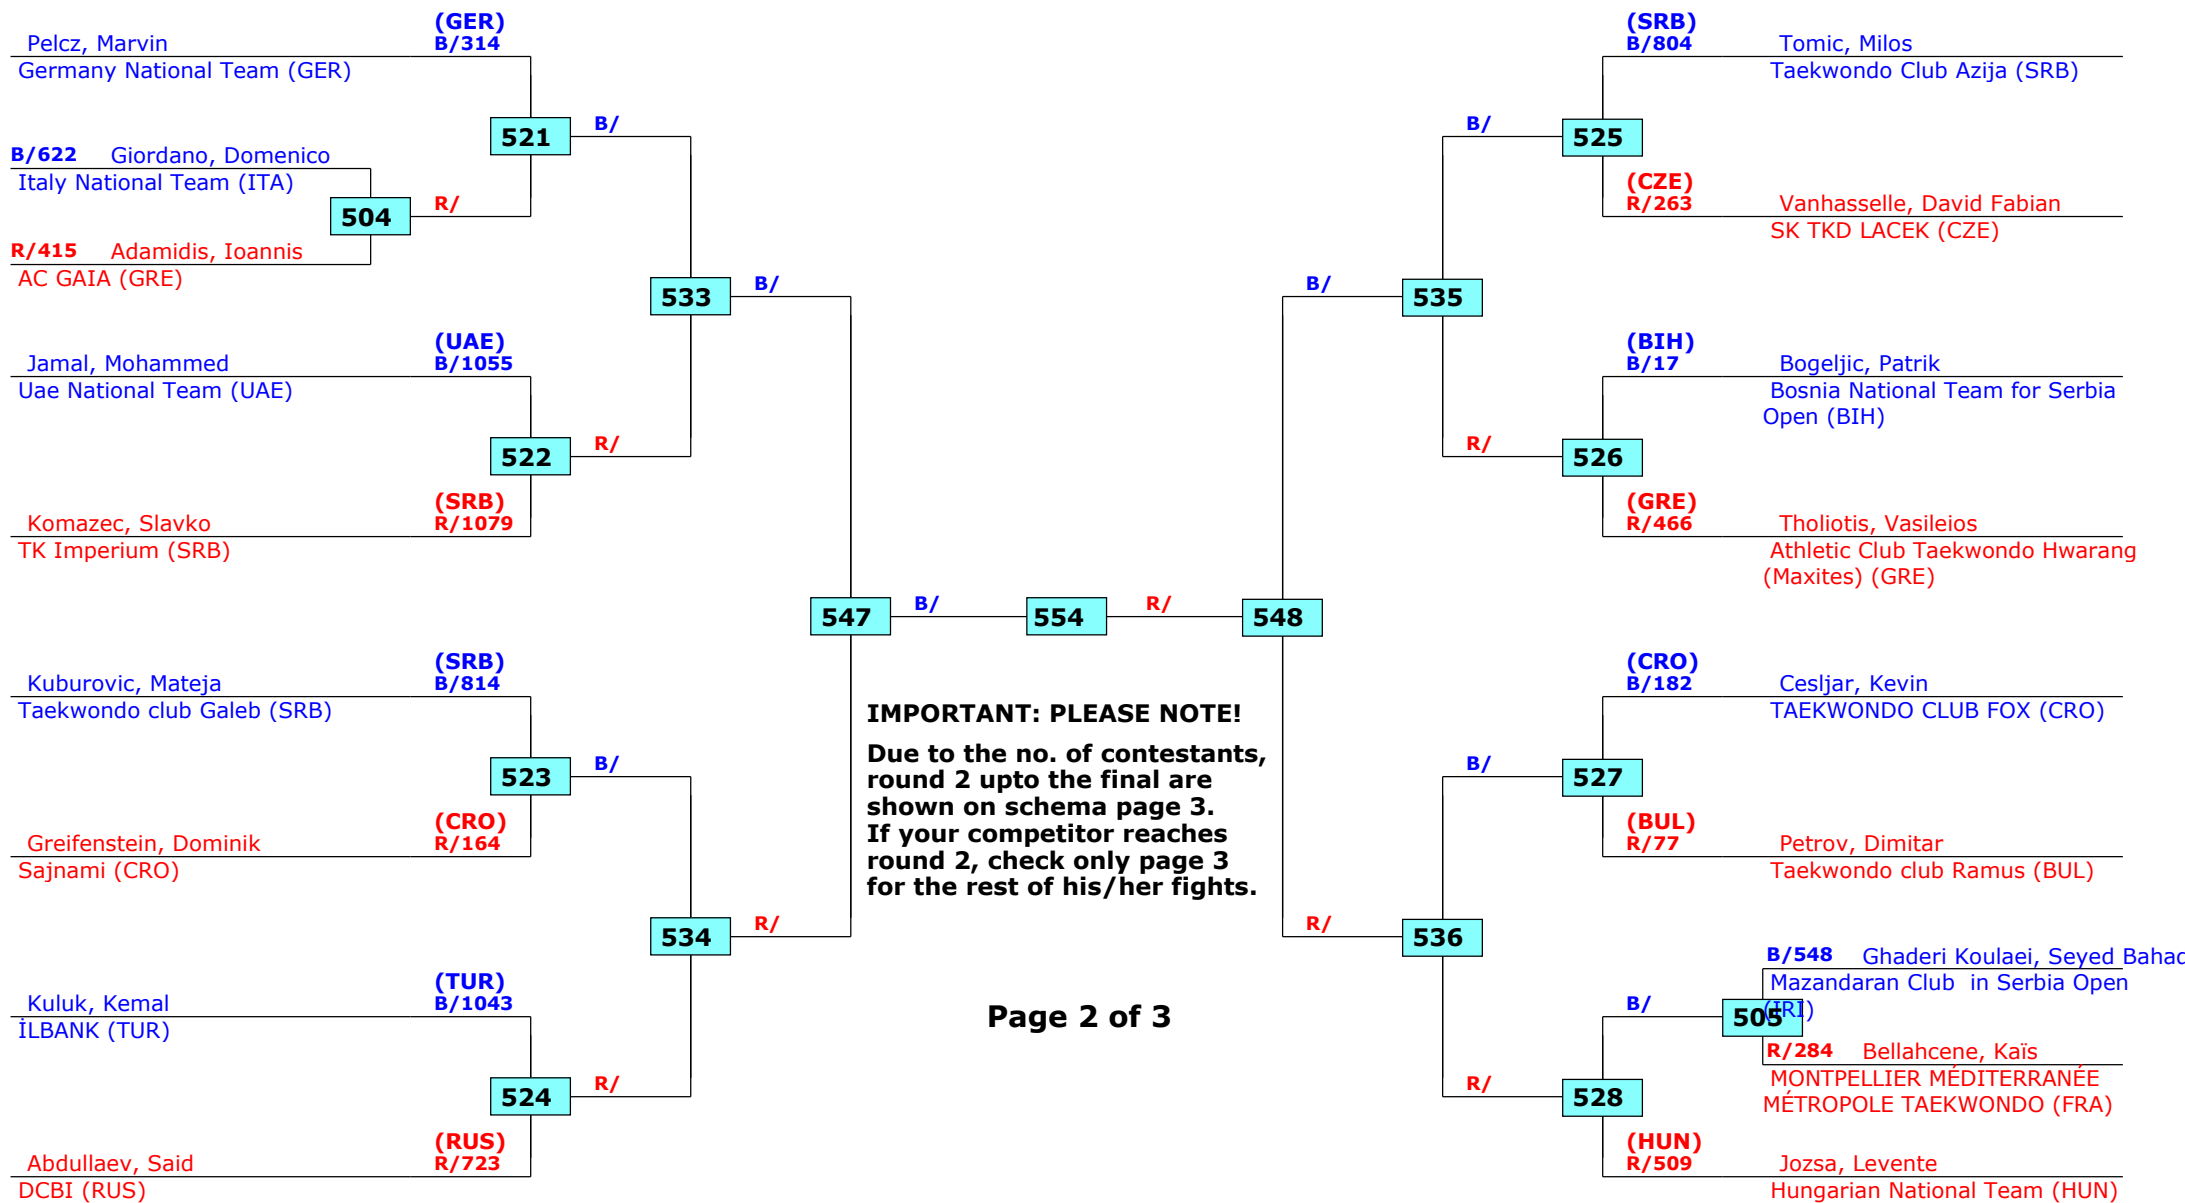 (GER)
B/314
Pelcz, Marvin
Germany National Team (GER)
521
B/
B/622 Giordano, Domenico
Italy National Team (ITA)
504
R/
R/415 Adamidis, Ioannis
AC GAIA (GRE)
533
B/
(UAE)
B/1055
Jamal, Mohammed
Uae National Team (UAE)
522
R/
(SRB)
R/1079
Komazec, Slavko
TK Imperium (SRB)
547
B/
554
R/
548
(SRB)
B/814
Kuburovic, Mateja
Taekwondo club Galeb (SRB)
523
B/
(CRO)
R/164
Greifenstein, Dominik
Sajnami (CRO)
534
R/
(TUR)
B/1043
Kuluk, Kemal
İLBANK (TUR)
524
R/
(RUS)
R/723
Abdullaev, Said
DCBI (RUS)
IMPORTANT: PLEASE NOTE!
Due to the no. of contestants,
round 2 upto the final are
shown on schema page 3.
If your competitor reaches
round 2, check only page 3
for the rest of his/her fights.
Page 2 of 3
(SRB)
B/804
Tomic, Milos
Taekwondo Club Azija (SRB)
B/
525
(CZE)
R/263
Vanhasselle, David Fabian
SK TKD LACEK (CZE)
B/
535
(BIH)
B/17
Bogeljic, Patrik
Bosnia National Team for Serbia
Open (BIH)
R/
526
(GRE)
R/466
Tholiotis, Vasileios
Athletic Club Taekwondo Hwarang
(Maxites) (GRE)
(CRO)
B/182
Cesljar, Kevin
TAEKWONDO CLUB FOX (CRO)
B/
527
(BUL)
R/77
Petrov, Dimitar
Taekwondo club Ramus (BUL)
R/
536
B/548 Ghaderi Koulaei, Seyed Bahad
Mazandaran Club in Serbia Open
(IRI)
B/
505
R/284 Bellahcene, Kaïs
MONTPELLIER MÉDITERRANÉE
MÉTROPOLE TAEKWONDO (FRA)
R/
528
(HUN)
R/509
Jozsa, Levente
Hungarian National Team (HUN)